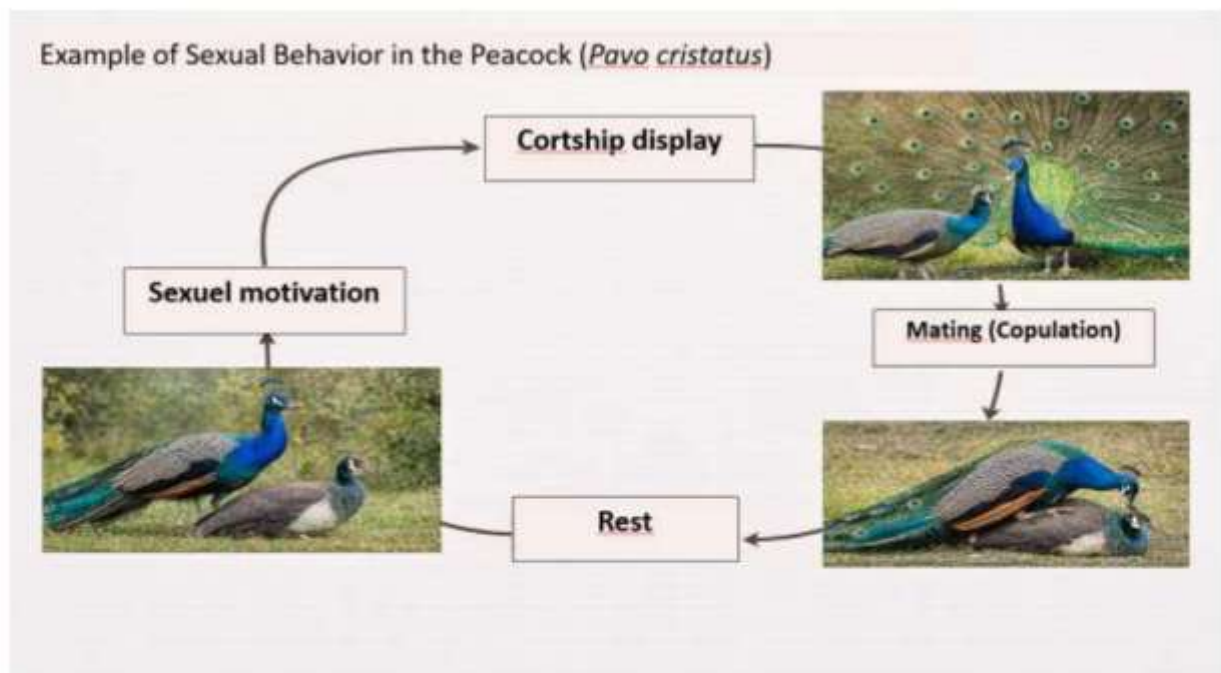 Example of Sexual Behavior in the Peacock (Pavo cristatus)
Cortship display
Sexuel motivation
Mating (Copulation)
Rest